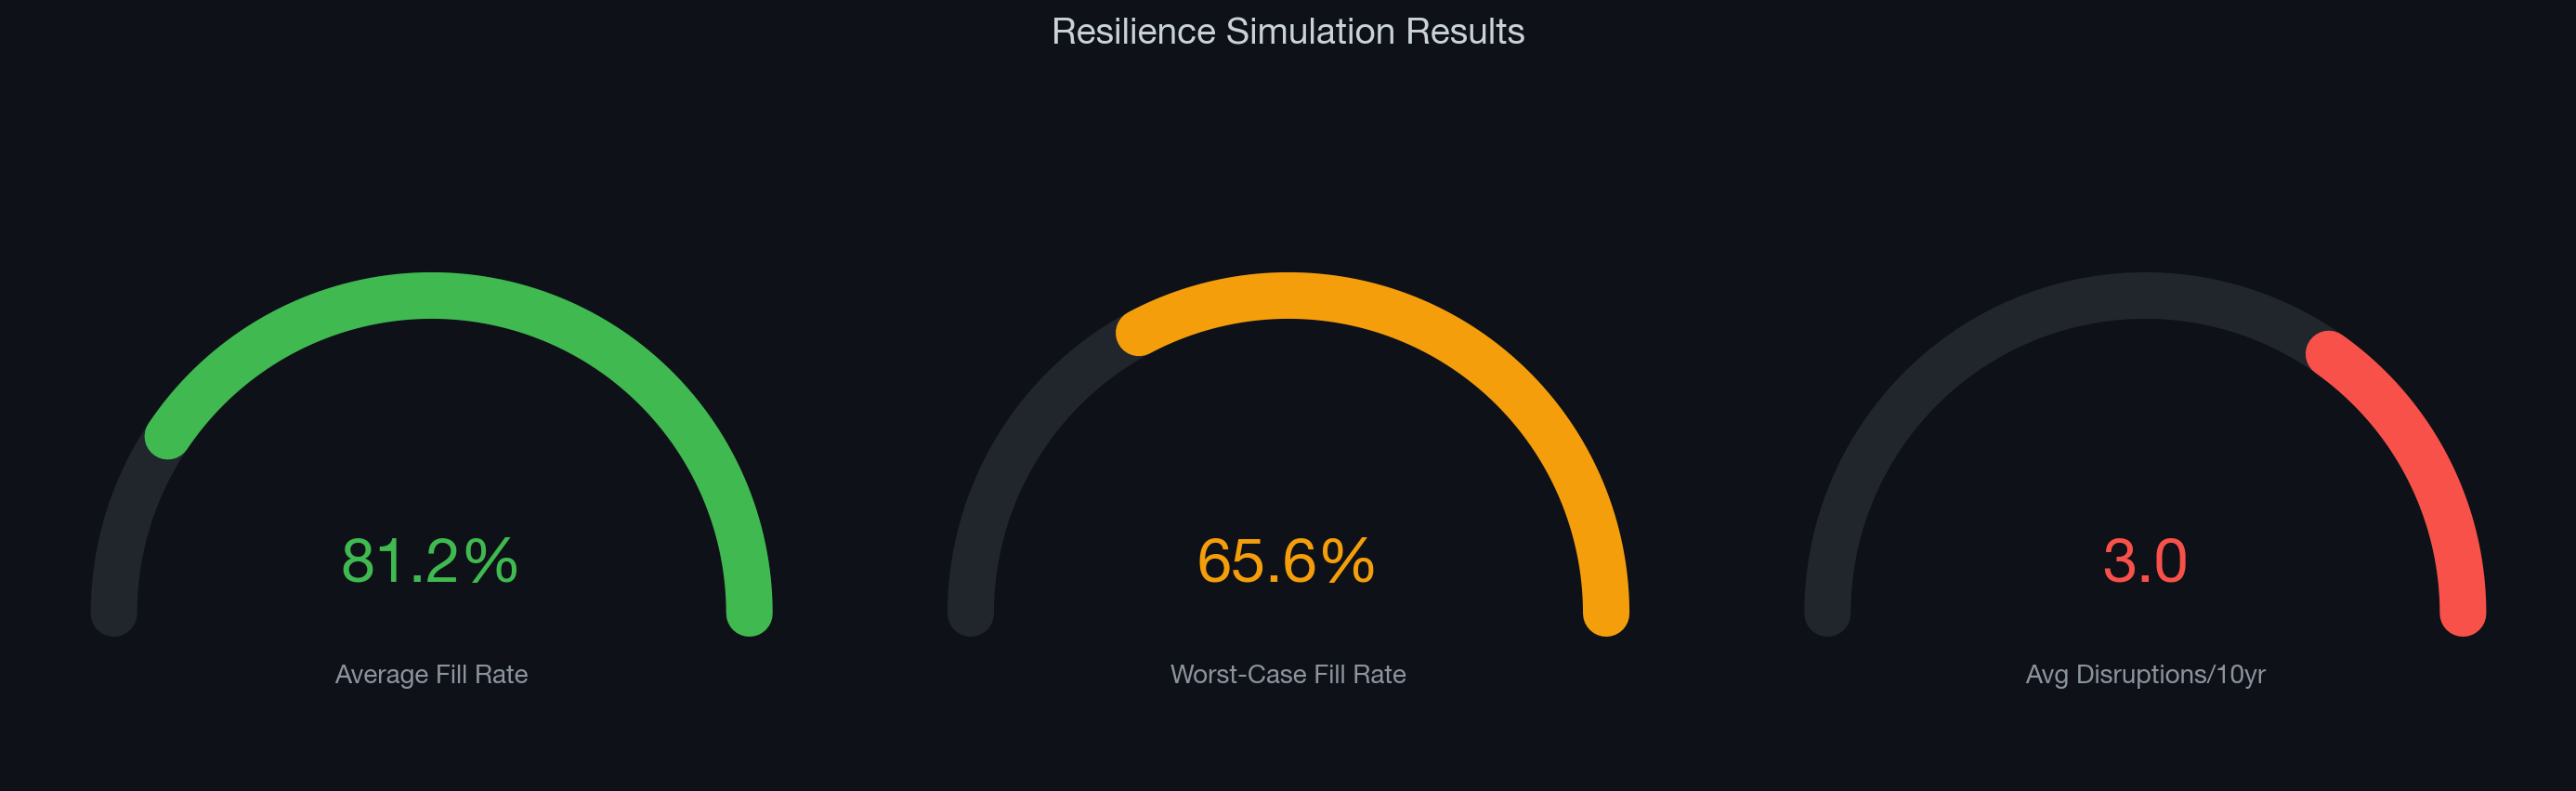 Resilience Simulation Results
81.2%
Average Fill Rate
65.6%
Worst-Case Fill Rate
3.0
Avg Disruptions/10yr